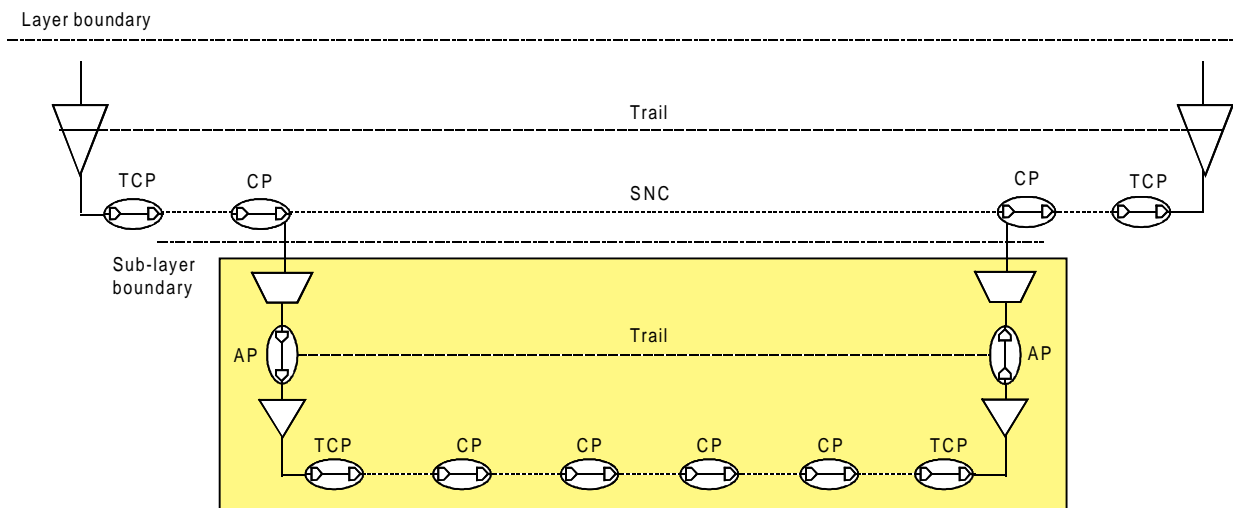 Layer boundary
Trail
TCP
CP
SNC
CP
TCP
Sub-layer
boundary
AP
Trail
AP
TCP
CP
CP
CP
CP
TCP